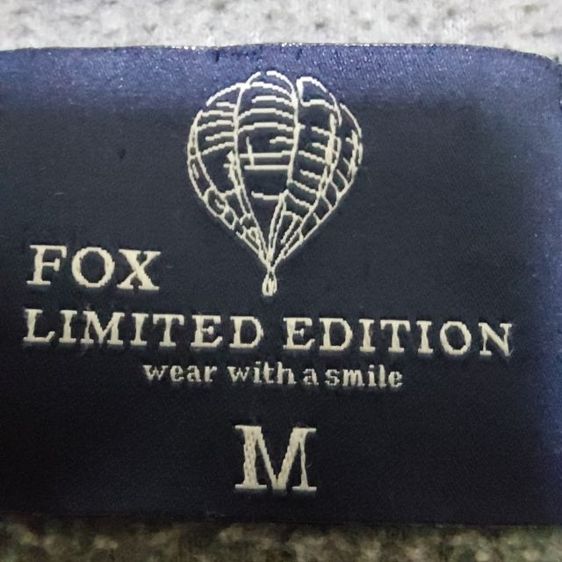 FOX
LIMITED EDITION
wear with a smile
M